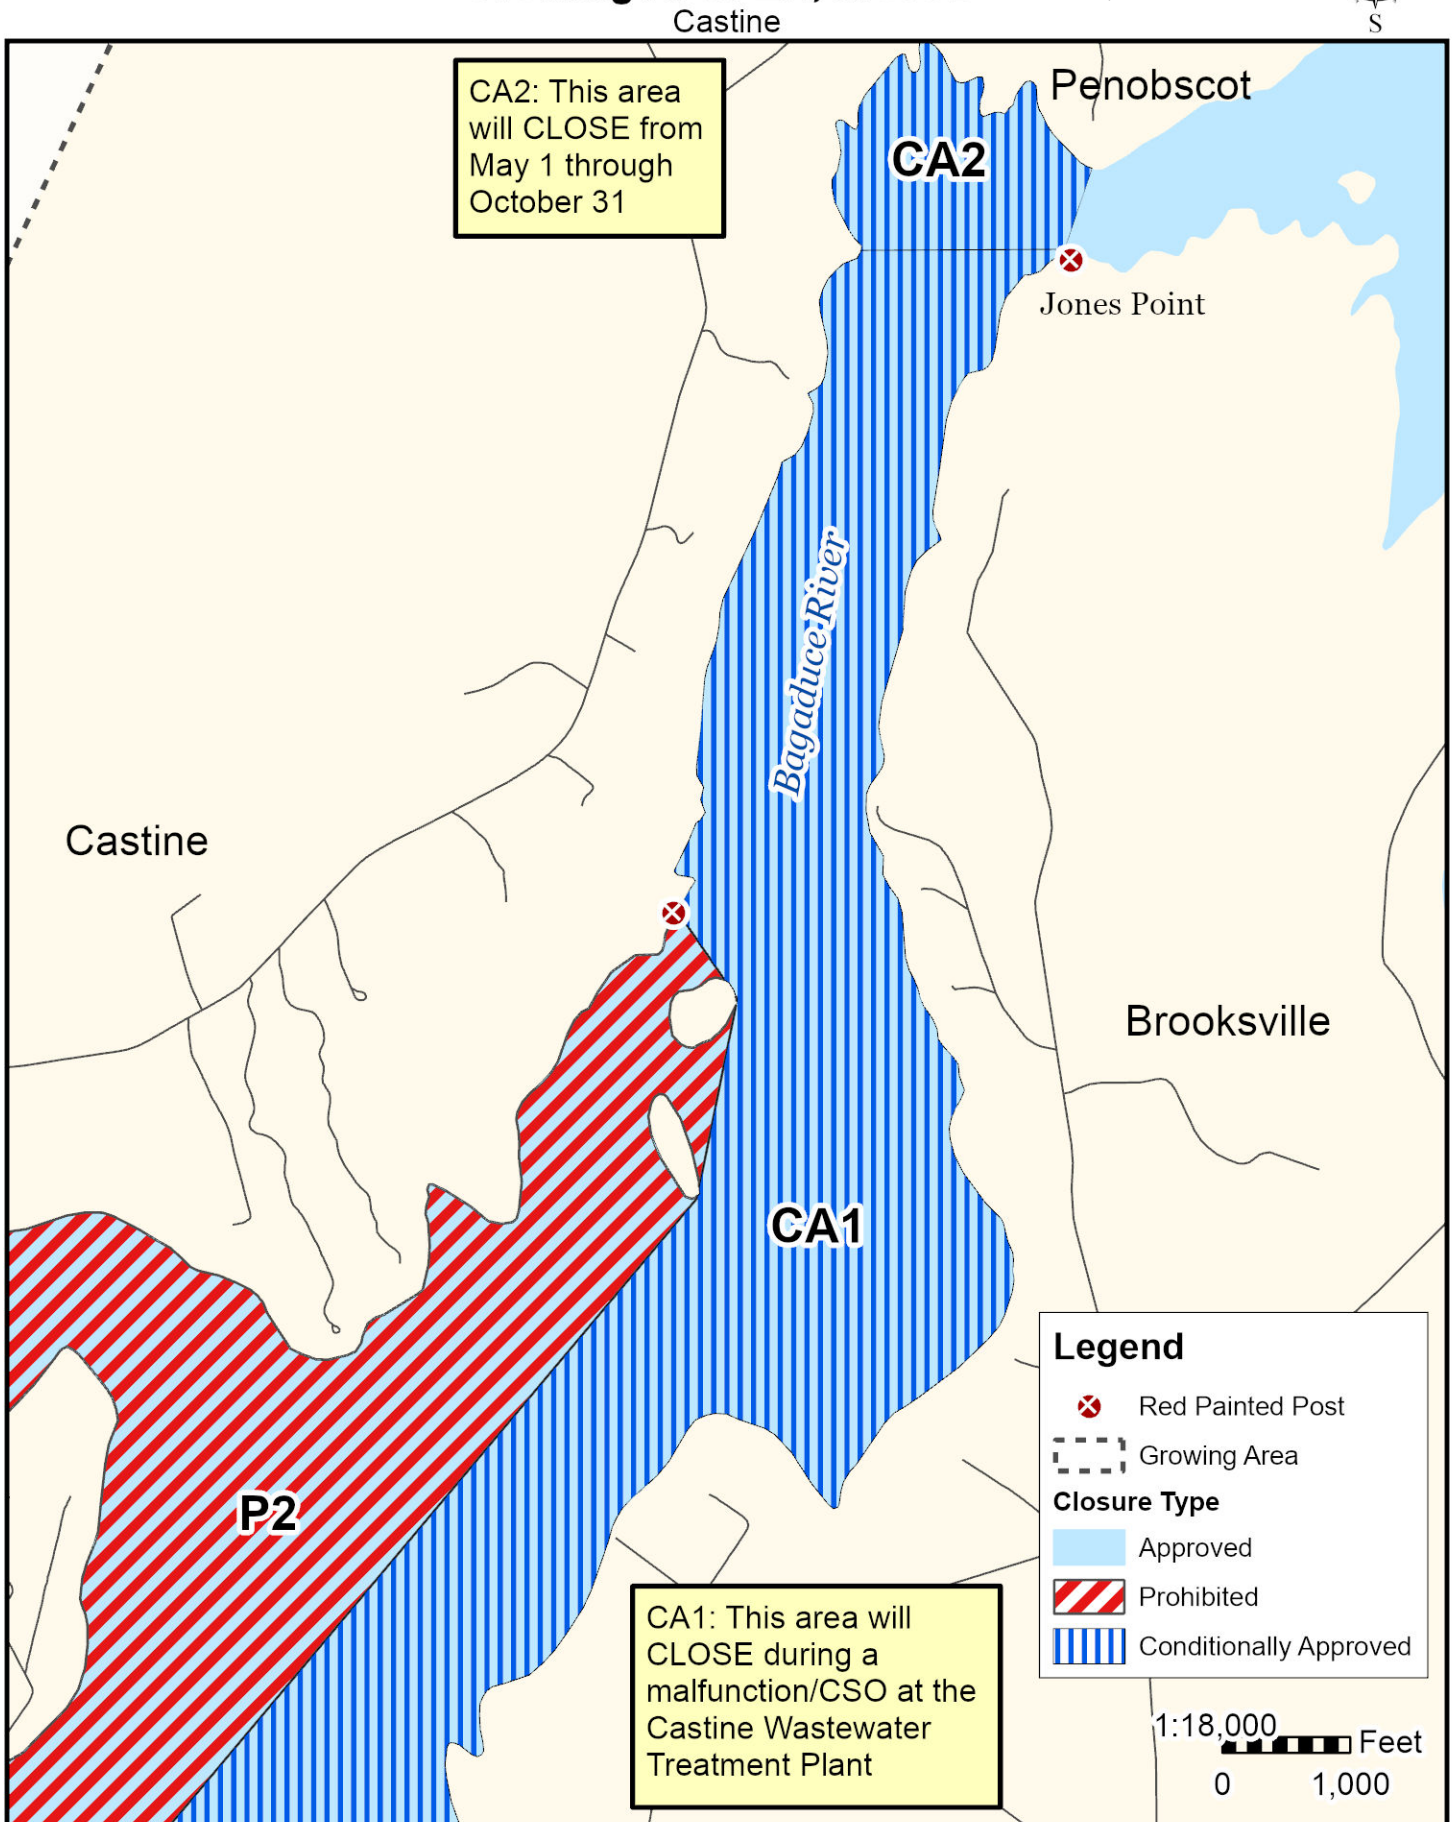 Castine
S
CA2: This area
will CLOSE from
May 1 through
October 31
Penobscot
CA2
Jones Point
Bagaduce River
Castine
Brooksville
CA1
P2
Legend
Red Painted Post
Growing Area
Closure Type
Approved
Prohibited
Conditionally Approved
CA1: This area will
CLOSE during a
malfunction/CSO at the
Castine Wastewater
Treatment Plant
1:18,000
Feet
0 1,000